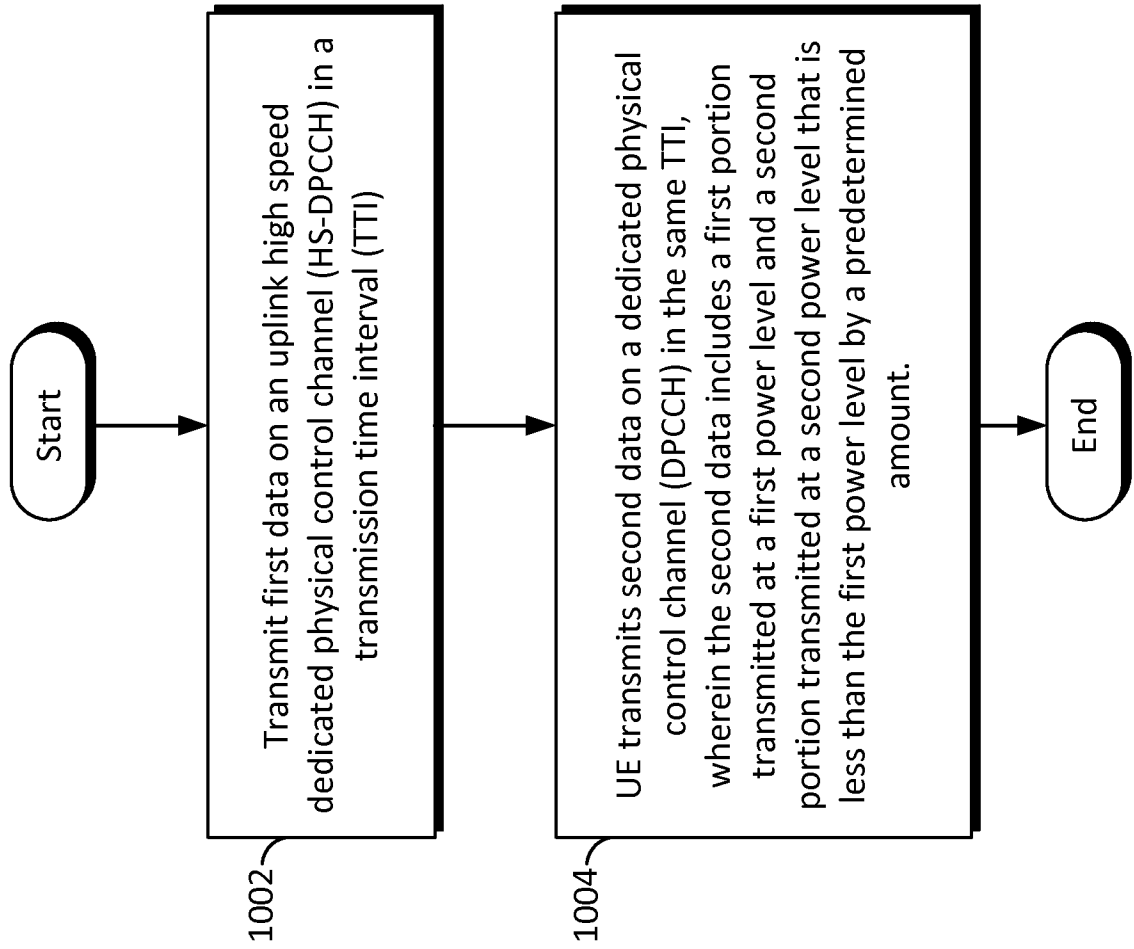 Start
1002
Transmit first data on an uplink high speed
dedicated physical control channel (HS-DPCCH) in a
transmission time interval (TTI)
1004
UE transmits second data on a dedicated physical
control channel (DPCCH) in the same TTI,
wherein the second data includes a first portion
transmitted at a first power level and a second
portion transmitted at a second power level that is
less than the first power level by a predetermined
amount.
End